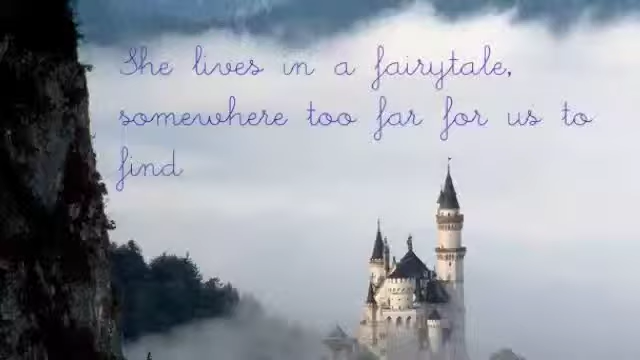 She lives in a fairytale,
somewhere too far for us to
find